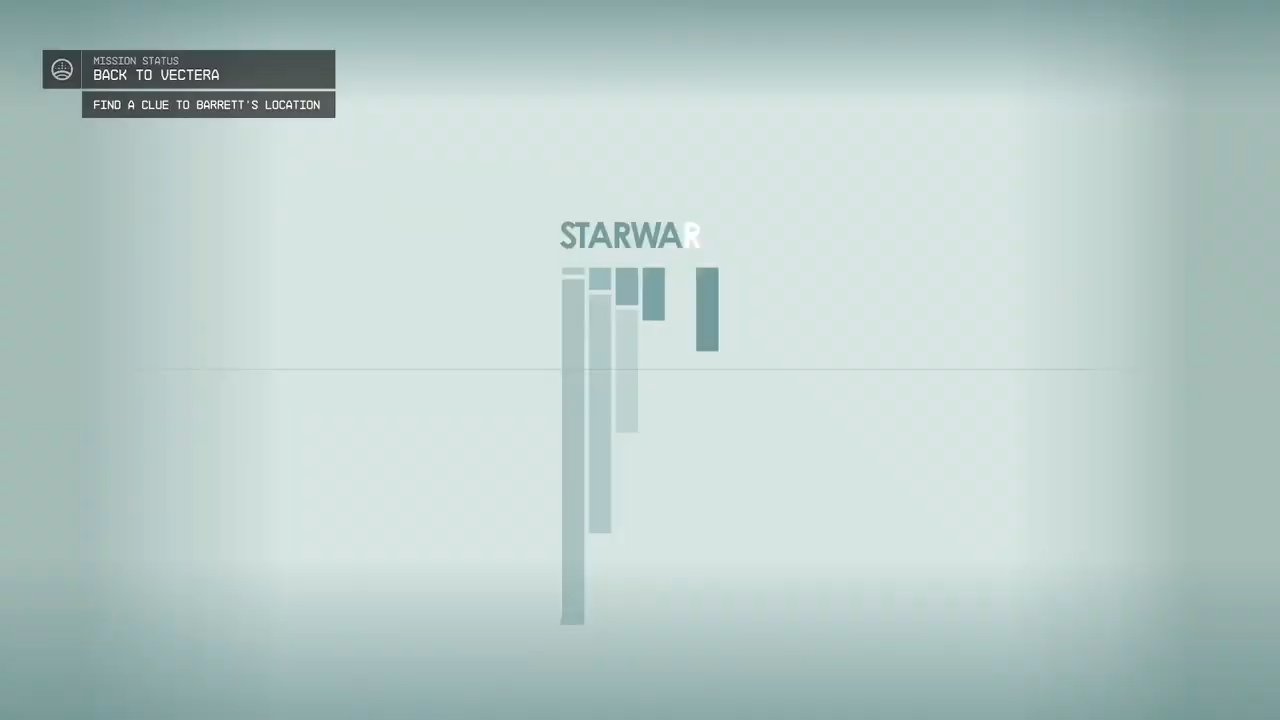 MISSION STATUS
BACK TO VECTERA
FIND A CLUE TO BARRETT'S LOCATION
STARWAR